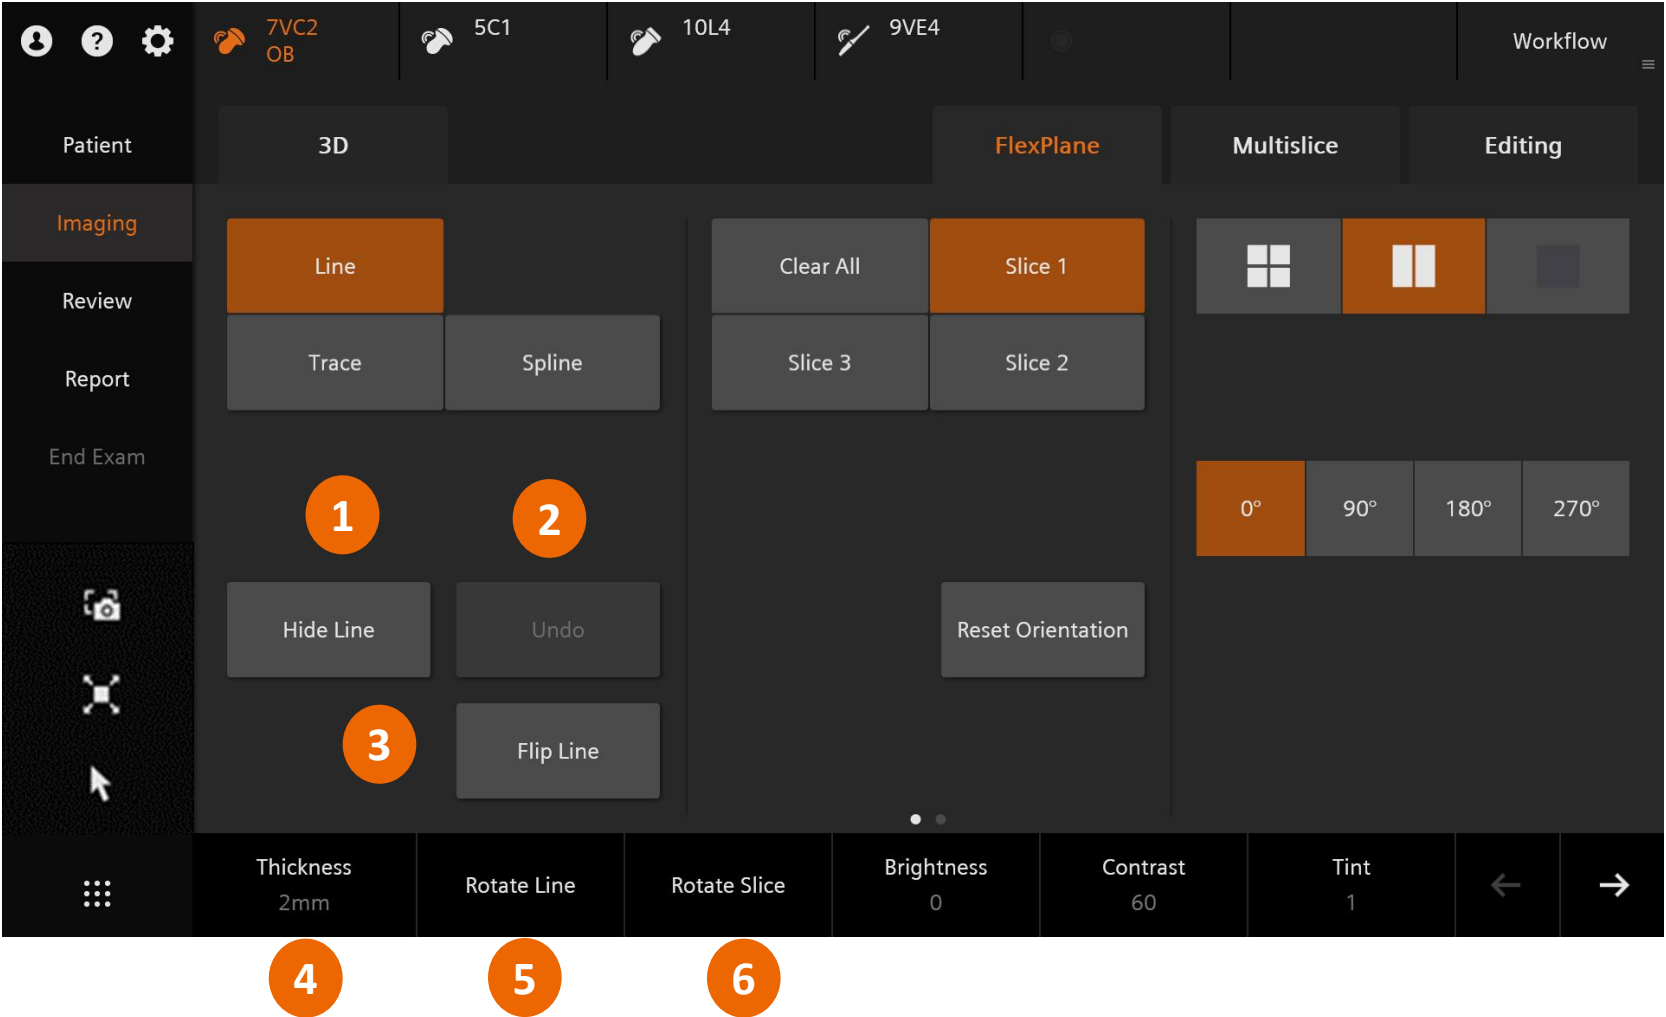 7VC2
OB
5C1
10L4
9VE4
Workflow
Patient
Imaging
Review
Report
End Exam
3D
FlexPlane
Multislice
Editing
Line
Trace
Spline
Clear All
Slice 1
Slice 3
Slice 2
0°
90°
180°
270°
1
2
Hide Line
Undo
3
Flip Line
Reset Orientation
Thickness
2mm
Rotate Line
Rotate Slice
Brightness
0
Contrast
60
Tint
1
4
5
6